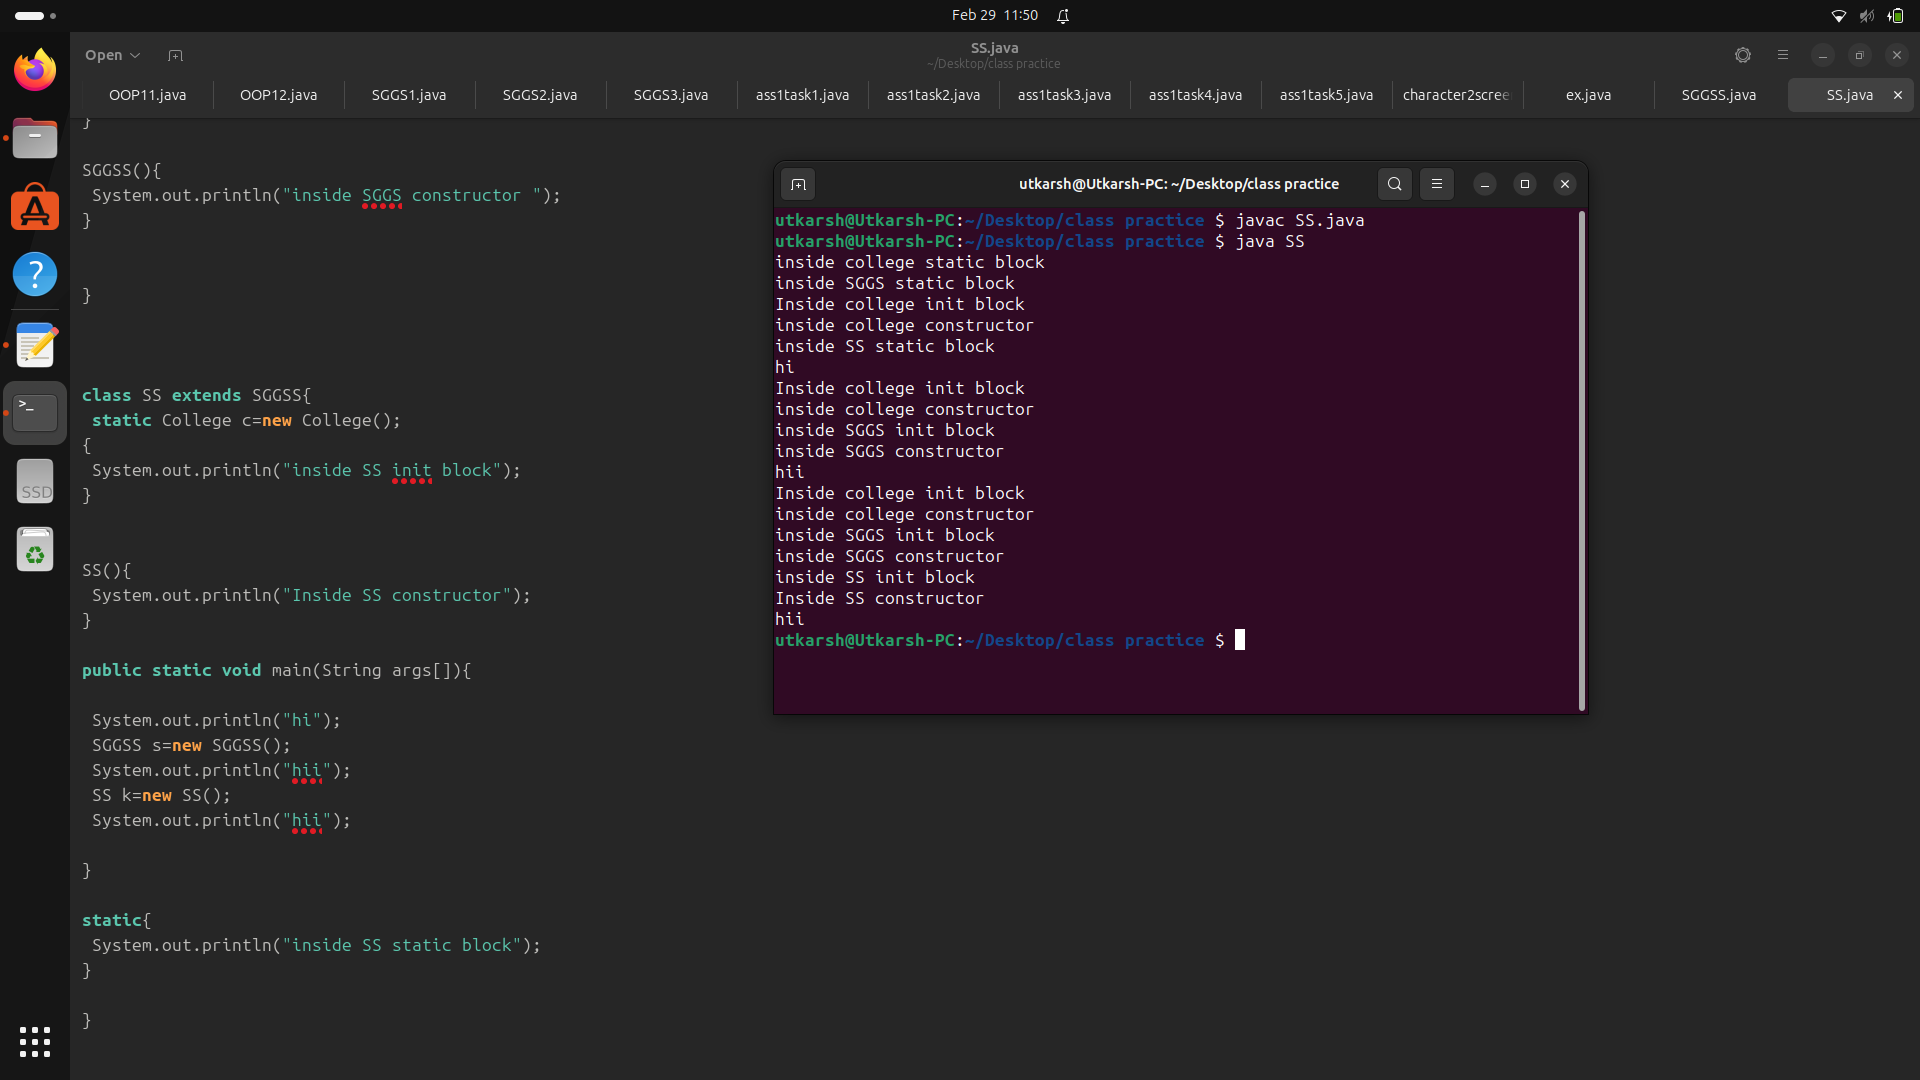 Feb 29 11:50
Open
SS.java
~/Desktop/class practice
OOP11.java OOP12.java SGGS1.java SGGS2.java SGGS3.java ass1task1.java ass1task2.java ass1task3.java ass1task4.java ass1task5.java character2scree ex.java SGGSS.java SS.java
}
SGGSS(){
System.out.println("inside SGGS constructor ");
}
}
class SS extends SGGSS{
static College c=new College();
{
System.out.println("inside SS init block");
}
SS(){
System.out.println("Inside SS constructor");
}
public static void main(String args[]){
System.out.println("hi");
SGGSS s=new SGGSS();
System.out.println("hii");
SS k=new SS();
System.out.println("hii");
}
static{
System.out.println("inside SS static block");
}
}
utkarsh@Utkarsh-PC: ~/Desktop/class practice
utkarsh@Utkarsh-PC:~/Desktop/class practice $ javac SS.java
utkarsh@Utkarsh-PC:~/Desktop/class practice $ java SS
inside college static block
inside SGGS static block
Inside college init block
inside college constructor
inside SS static block
hi
Inside college init block
inside college constructor
inside SGGS init block
inside SGGS constructor
hii
Inside college init block
inside college constructor
inside SGGS init block
inside SGGS constructor
inside SS init block
Inside SS constructor
hii
utkarsh@Utkarsh-PC:~/Desktop/class practice $
>_
SSD